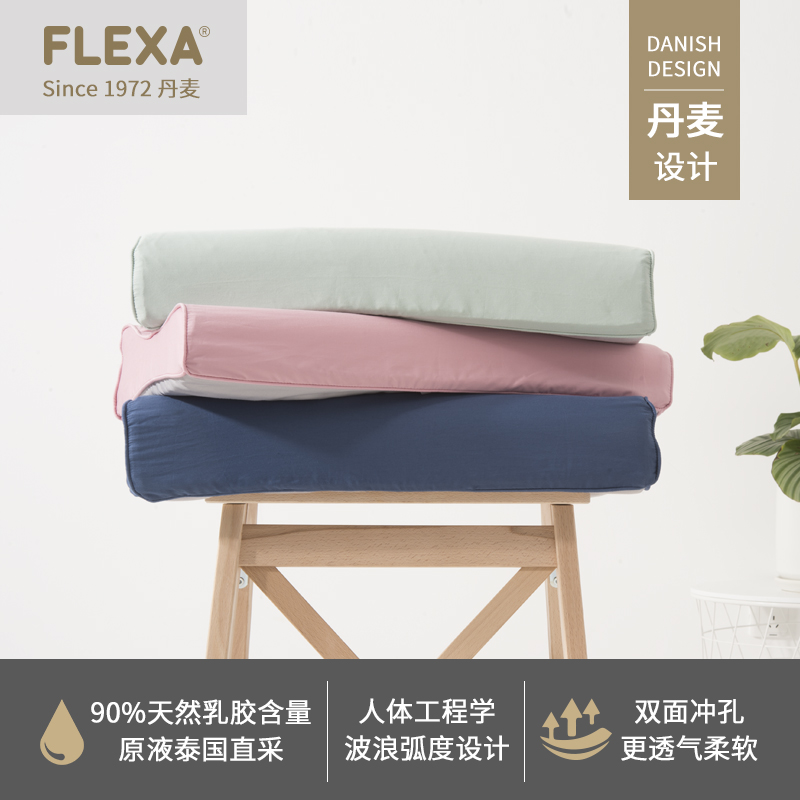 FLEXA®
Since 1972 丹麦
DANISH
DESIGN
丹麦
设计
90%天然乳胶含量
原液泰国直采
人体工程学
波浪弧度设计
双面冲孔
更透气柔软